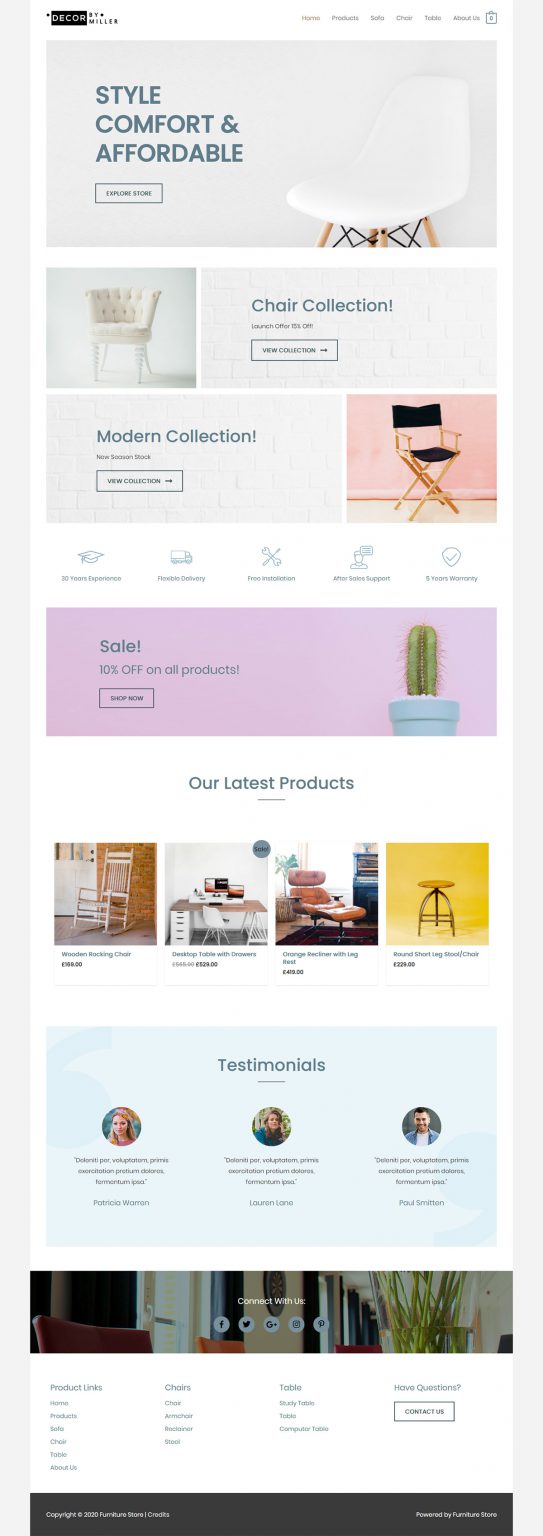 DECOR BY MILLER
Home Products Sofa Chair Table About Us 0
STYLE
COMFORT &
AFFORDABLE
EXPLORE STORE
Chair Collection!
Launch Offer 15% Off!
VIEW COLLECTION
Modern Collection!
New Season Stock
VIEW COLLECTION
20 Years Experience
Flexible Delivery
Free Installation
After Sales Support
5 Years Warranty
Sale!
10% OFF on all products!
SHOP NOW
Our Latest Products
Sale!
Wooden Rocking Chair
£169.00
Desktop Table with Drawers
£565.00 £529.00
Orange Recliner with Leg
Rest
£419.00
Round Short Leg Stool/Chair
£229.00
Testimonials
"Deleniti per, voluptatem, primis
exercitation pretium dolores,
fermentum ipsa."
Patricia Warren
"Deleniti per, voluptatem, primis
exercitation pretium dolores,
fermentum ipsa."
Lauren Lane
"Deleniti per, voluptatem, primis
exercitation pretium dolores,
fermentum ipsa."
Paul Smitten
Connect With Us:
Product Links
Home
Products
Sofa
Chair
Table
About Us
Chairs
Chair
Armchair
Reclainer
Stool
Table
Study Table
Table
Computer Table
Have Questions?
CONTACT US
Copyright © 2020 Furniture Store | Credits
Powered by Furniture Store